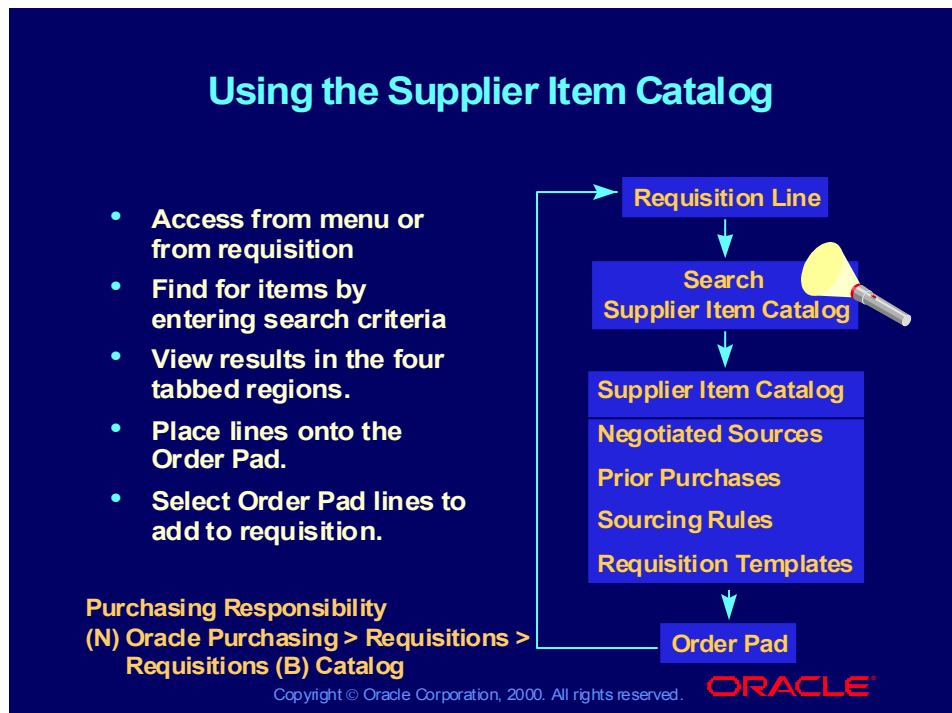 Using the Supplier Item Catalog
• Access from menu or
from requisition
• Find for items by
entering search criteria
• View results in the four
tabbed regions.
• Place lines onto the
Order Pad.
• Select Order Pad lines to
add to requisition.
Purchasing Responsibility
(N) Oracle Purchasing > Requisitions >
Requisitions (B) Catalog
Requisition Line
Search
Supplier Item Catalog
Supplier Item Catalog
Negotiated Sources
Prior Purchases
Sourcing Rules
Requisition Templates
Order Pad
Copyright © Oracle Corporation, 2000. All rights reserved.
ORACLE®